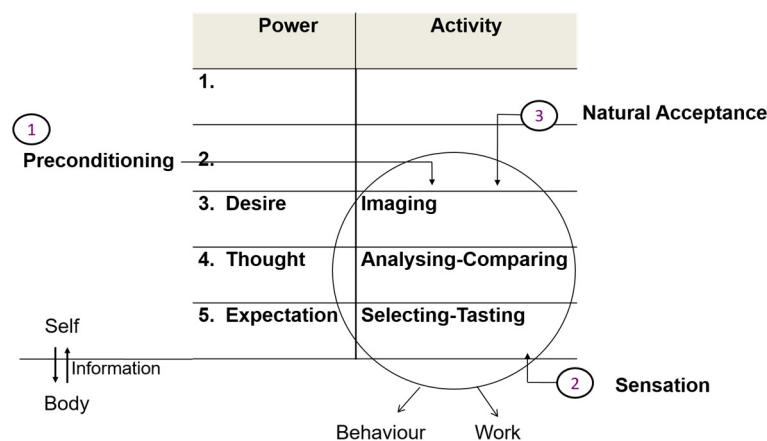 Power Activity
1.
3 Natural Acceptance
1
Preconditioning 2.
3. Desire Imaging
4. Thought Analysing-Comparing
5. Expectation Selecting-Tasting
Self
Information
2 Sensation
Body
Behaviour Work